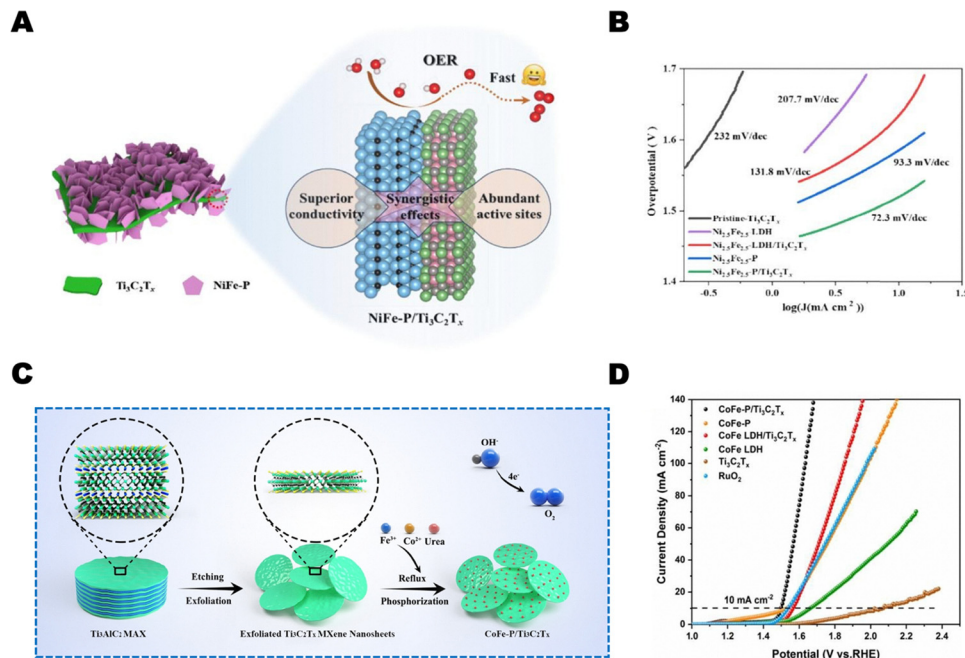 A
OER
Fast
Superior
conductivity
Synergistic
effects
Abundant
active sites
Ti₃C₂Tₓ
NiFe-P
NiFe-P/Ti₃C₂Tₓ
B
Overpotential ( V )
1.7
1.6
1.5
1.4
232 mV/dec
207.7 mV/dec
131.8 mV/dec
93.3 mV/dec
72.3 mV/dec
Pristine-Ti₃C₂Tₓ
Ni₂.₅Fe₂.₅-LDH
Ni₂.₅Fe₂.₅-LDH/Ti₃C₂Tₓ
Ni₂.₅Fe₂.₅-P
Ni₂.₅Fe₂.₅-P/Ti₃C₂Tₓ
-0.5 0.0 0.5 1.0 1.5
log(J(mA cm²))
C
OH⁻
4e⁻
O₂
Fe³⁺ Co²⁺ Urea
Etching
Exfoliation
Reflux
Phosphorization
Ti₃AlC₂ MAX
Exfoliated Ti₃C₂Tx MXene Nanosheets
CoFe-P/Ti₃C₂Tx
D
Current Density (mA cm⁻²)
140
120
100
80
60
40
20
0
CoFe-P/Ti₃C₂Tₓ
CoFe-P
CoFe LDH/Ti₃C₂Tₓ
CoFe LDH
Ti₃C₂Tₓ
RuO₂
10 mA cm⁻²
1.0 1.2 1.4 1.6 1.8 2.0 2.2 2.4
Potential (V vs.RHE)